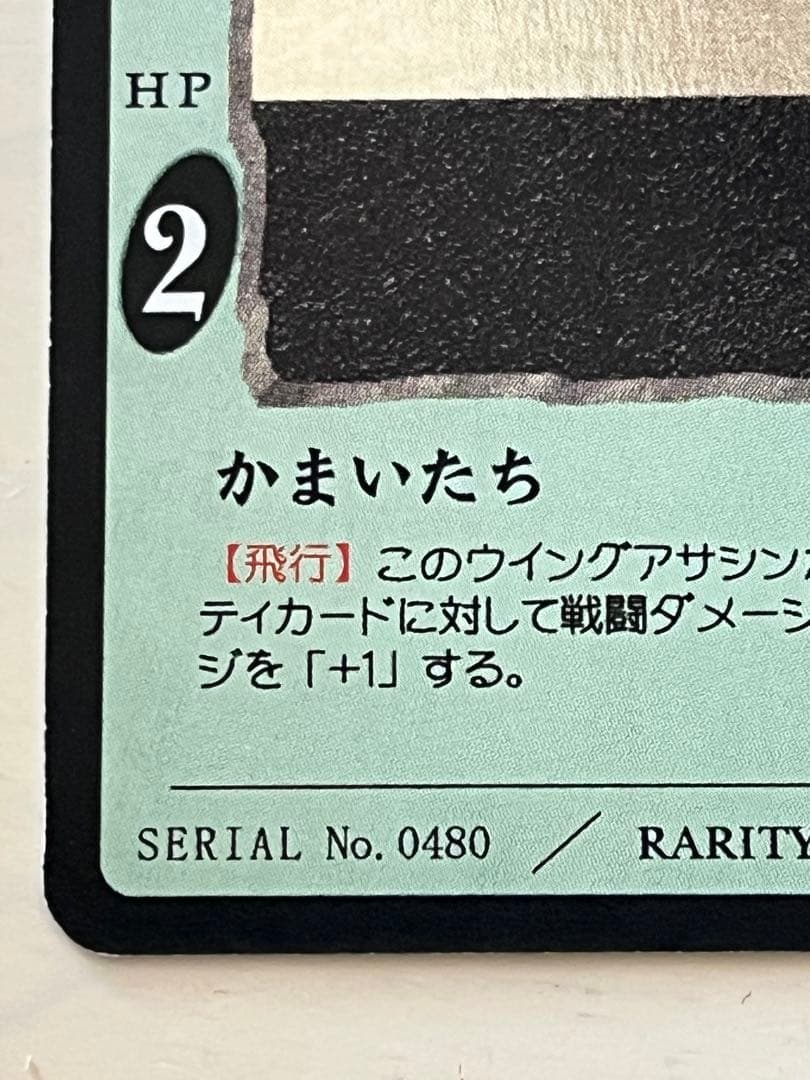 HP
2
かまいたち
【飛行】このウイングアサシン
ティカードに対して戦闘ダメー
ジを「+1」する。
SERIAL No. 0480 ／ RARITY